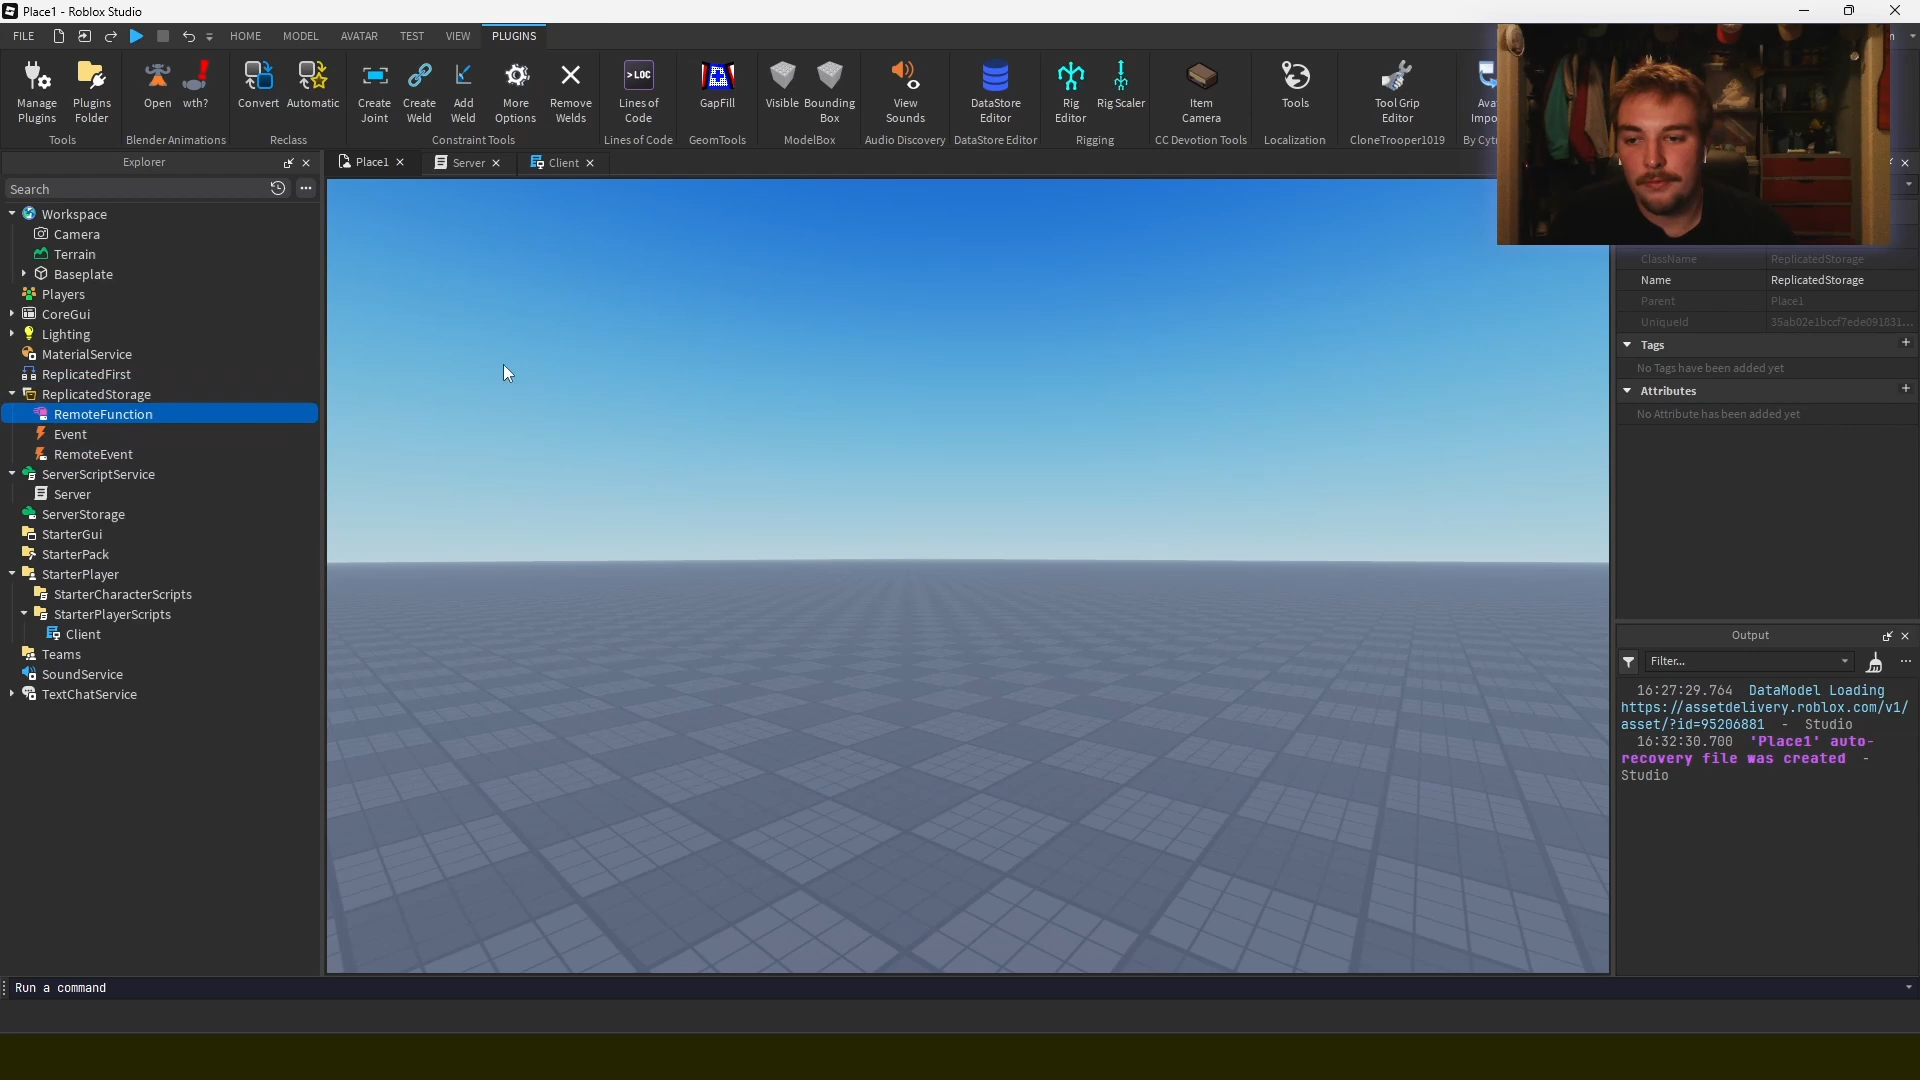 Place1 - Roblox Studio
FILE HOME MODEL AVATAR TEST VIEW PLUGINS
Manage Plugins
Plugins Folder
Open
wth?
Convert
Automatic
Create Joint
Create Weld
Add Weld
More Options
Remove Welds
>LOC
Lines of Code
GapFill
Visible
Bounding Box
View Sounds
DataStore Editor
Rig Editor
Rig Scaler
Item Camera
Tools
Tool Grip Editor
Tools
Blender Animations
Reclass
Constraint Tools
Lines of Code
GeomTools
ModelBox
Audio Discovery
DataStore Editor
Rigging
CC Devotion Tools
Localization
CloneTrooper1019
Explorer
Place1
Server
Client
Search
Workspace
Camera
Terrain
Baseplate
Players
CoreGui
Lighting
MaterialService
ReplicatedFirst
ReplicatedStorage
RemoteFunction
Event
RemoteEvent
ServerScriptService
Server
ServerStorage
StarterGui
StarterPack
StarterPlayer
StarterCharacterScripts
StarterPlayerScripts
Client
Teams
SoundService
TextChatService
ClassName ReplicatedStorage
Name ReplicatedStorage
Parent Place1
UniqueId 35ab02e1bccf7ede091831...
Tags
No Tags have been added yet
Attributes
No Attribute has been added yet
Output
Filter...
16:27:29.764 DataModel Loading
https://assetdelivery.roblox.com/v1/
asset/?id=95206881 - Studio
16:32:30.700 'Place1' auto-
recovery file was created -
Studio
Run a command